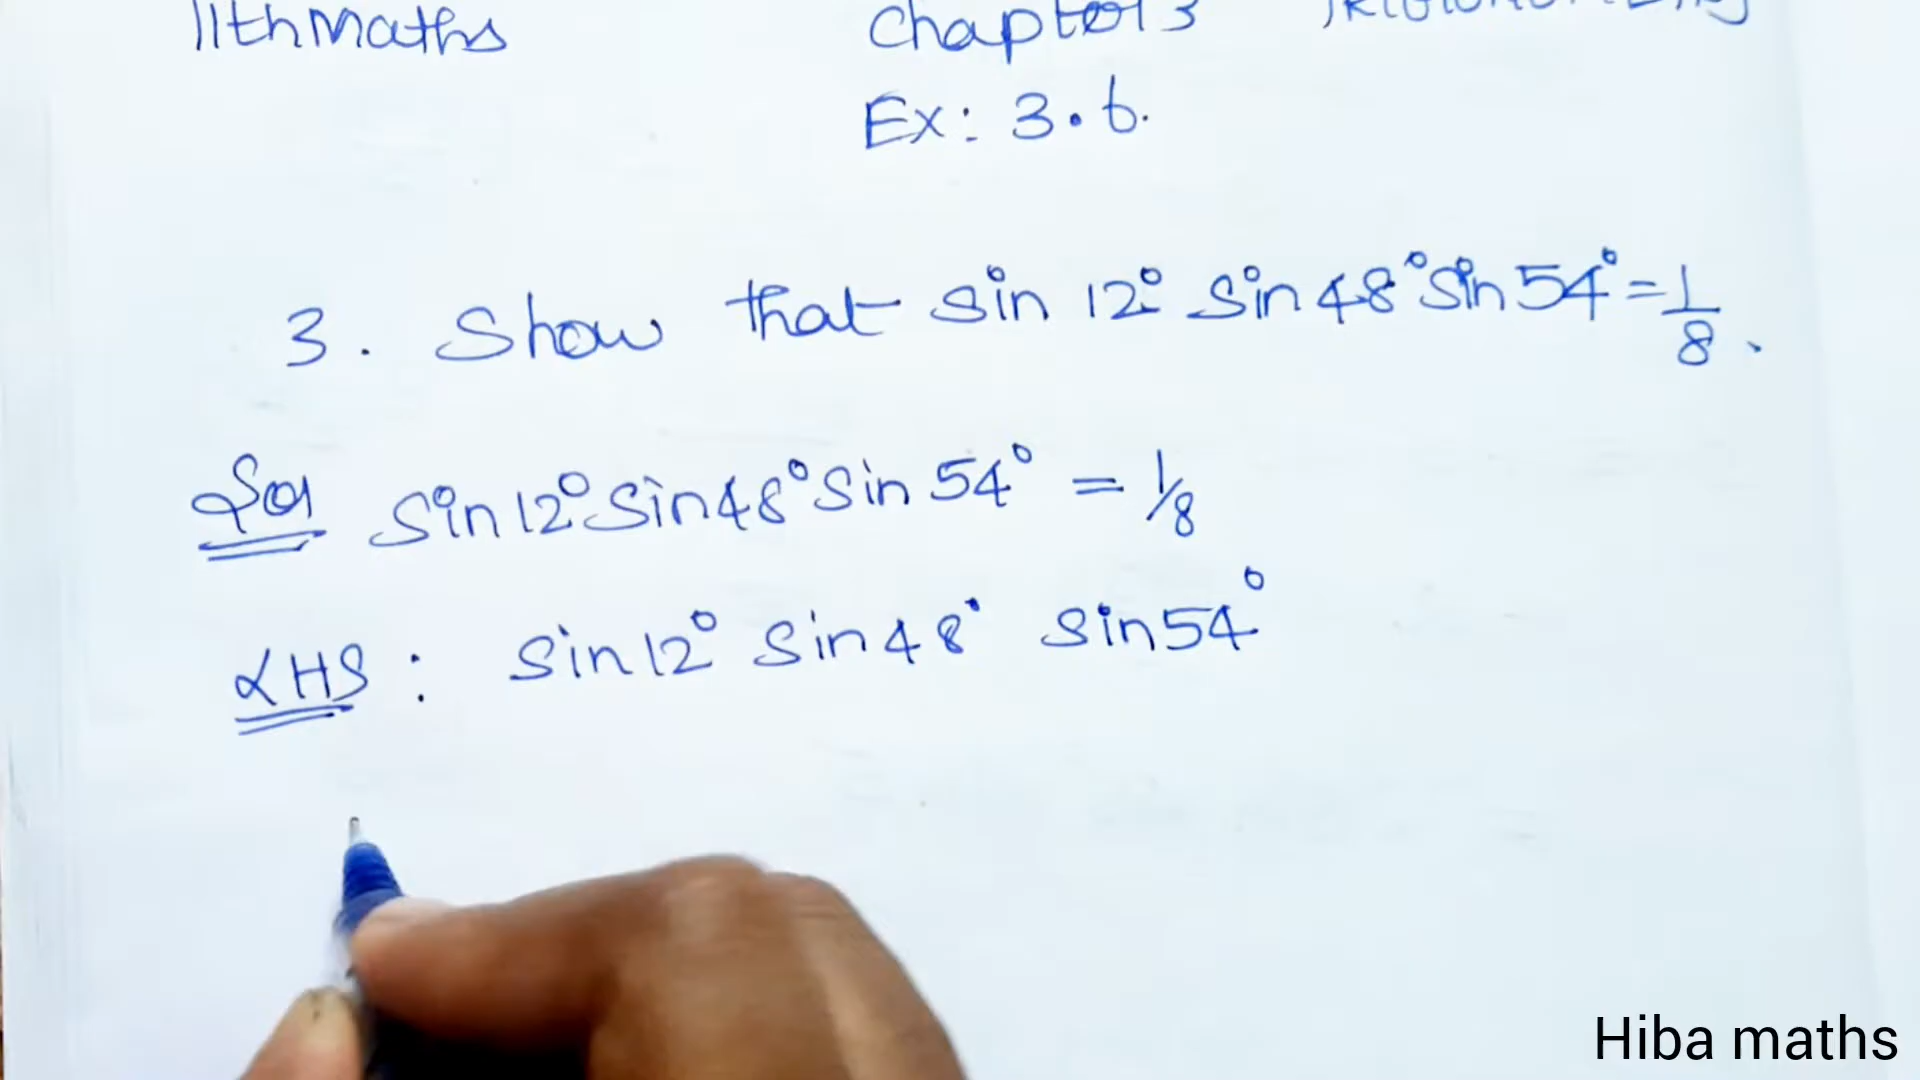 11th Maths Chapter 3
Ex: 3.6.
3. Show that sin 12° sin 48° sin 54° = 1/8.
Sol sin 12° sin 48° sin 54° = 1/8
LHS: sin 12° sin 48° sin 54°
Hiba maths